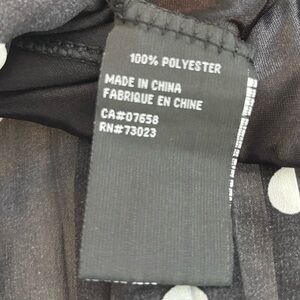 100% POLYESTER
MADE IN CHINA
FABRIQUE EN CHINE
CA#07658
RN#73023